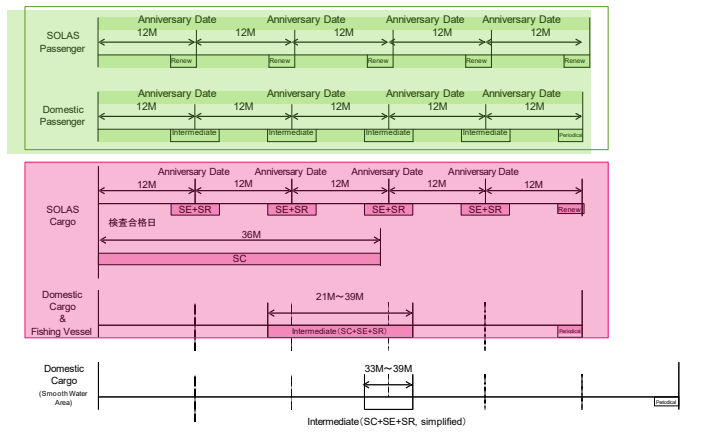 Anniversary Date Anniversary Date Anniversary Date Anniversary Date
SOLAS
Passenger
12M 12M 12M 12M 12M
Renew Renew Renew Renew Renew
Anniversary Date Anniversary Date Anniversary Date Anniversary Date
Domestic
Passenger
12M 12M 12M 12M 12M
Intermediate Intermediate Intermediate Intermediate Periodical
Anniversary Date Anniversary Date Anniversary Date Anniversary Date
12M 12M 12M 12M 12M
SOLAS
Cargo
SE+SR SE+SR SE+SR SE+SR Renew
検査合格日
36M
SC
Domestic
Cargo
&
Fishing Vessel
21M～39M
Intermediate（SC+SE+SR） Periodical
Domestic
Cargo
(Smooth Water
Area)
33M～39M
Periodical
Intermediate（SC+SE+SR, simplified）